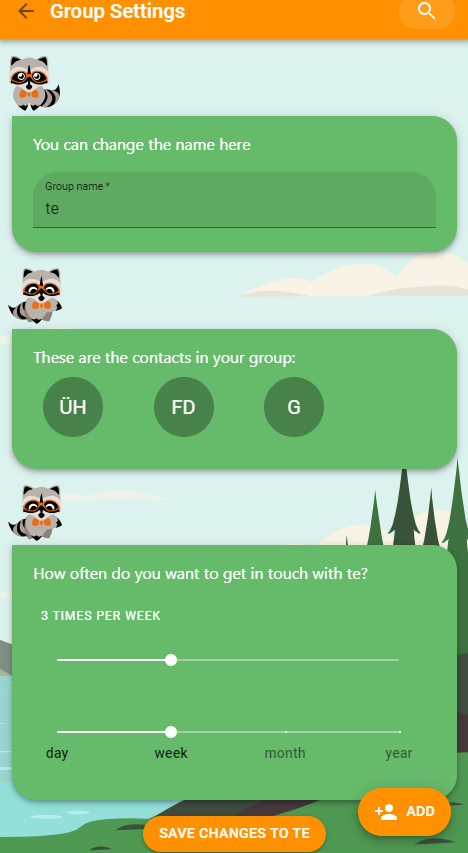 Group Settings
You can change the name here
Group name *
te
These are the contacts in your group:
ÜH FD G
How often do you want to get in touch with te?
3 TIMES PER WEEK
day week month year
ADD
SAVE CHANGES TO TE